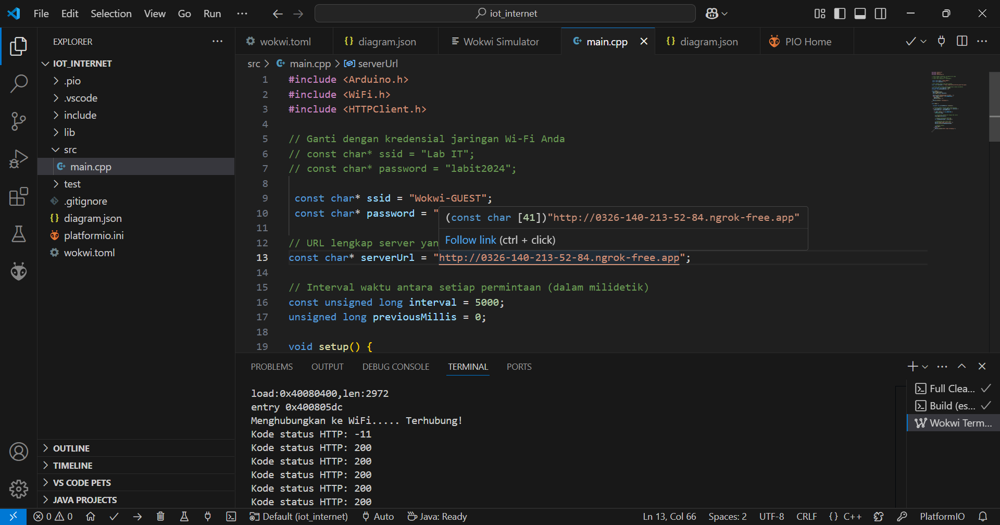 File Edit Selection View Go Run ··· iot_internet
EXPLORER ···
wokwi.toml {} diagram.json Wokwi Simulator main.cpp {} diagram.json PIO Home
IOT_INTERNET
.pio
.vscode
include
lib
src
main.cpp
test
.gitignore
{} diagram.json
platformio.ini
wokwi.toml
OUTLINE
TIMELINE
VS CODE PETS
JAVA PROJECTS
src > main.cpp > serverUrl
1 #include <Arduino.h>
2 #include <WiFi.h>
3 #include <HTTPClient.h>
4
5 // Ganti dengan kredensial jaringan Wi-Fi Anda
6 // const char* ssid = "Lab IT";
7 // const char* password = "labit2024";
8
9 const char* ssid = "Wokwi-GUEST";
10 const char* password = "
(const char [41])"http://0326-140-213-52-84.ngrok-free.app"
11
Follow link (ctrl + click)
12 // URL lengkap server yan
13 const char* serverUrl = "http://0326-140-213-52-84.ngrok-free.app";
14
15 // Interval waktu antara setiap permintaan (dalam milidetik)
16 const unsigned long interval = 5000;
17 unsigned long previousMillis = 0;
18
19 void setup() {
PROBLEMS OUTPUT DEBUG CONSOLE TERMINAL PORTS
load:0x40080400,len:2972
entry 0x400805dc
Menghubungkan ke WiFi..... Terhubung!
Kode status HTTP: -11
Kode status HTTP: 200
Kode status HTTP: 200
Kode status HTTP: 200
Kode status HTTP: 200
Kode status HTTP: 200
Full Clea...
Build (es...
Wokwi Term...
0 0 Default (iot_internet) Auto Java: Ready Ln 13, Col 66 Spaces: 2 UTF-8 CRLF {} C++ PlatformIO